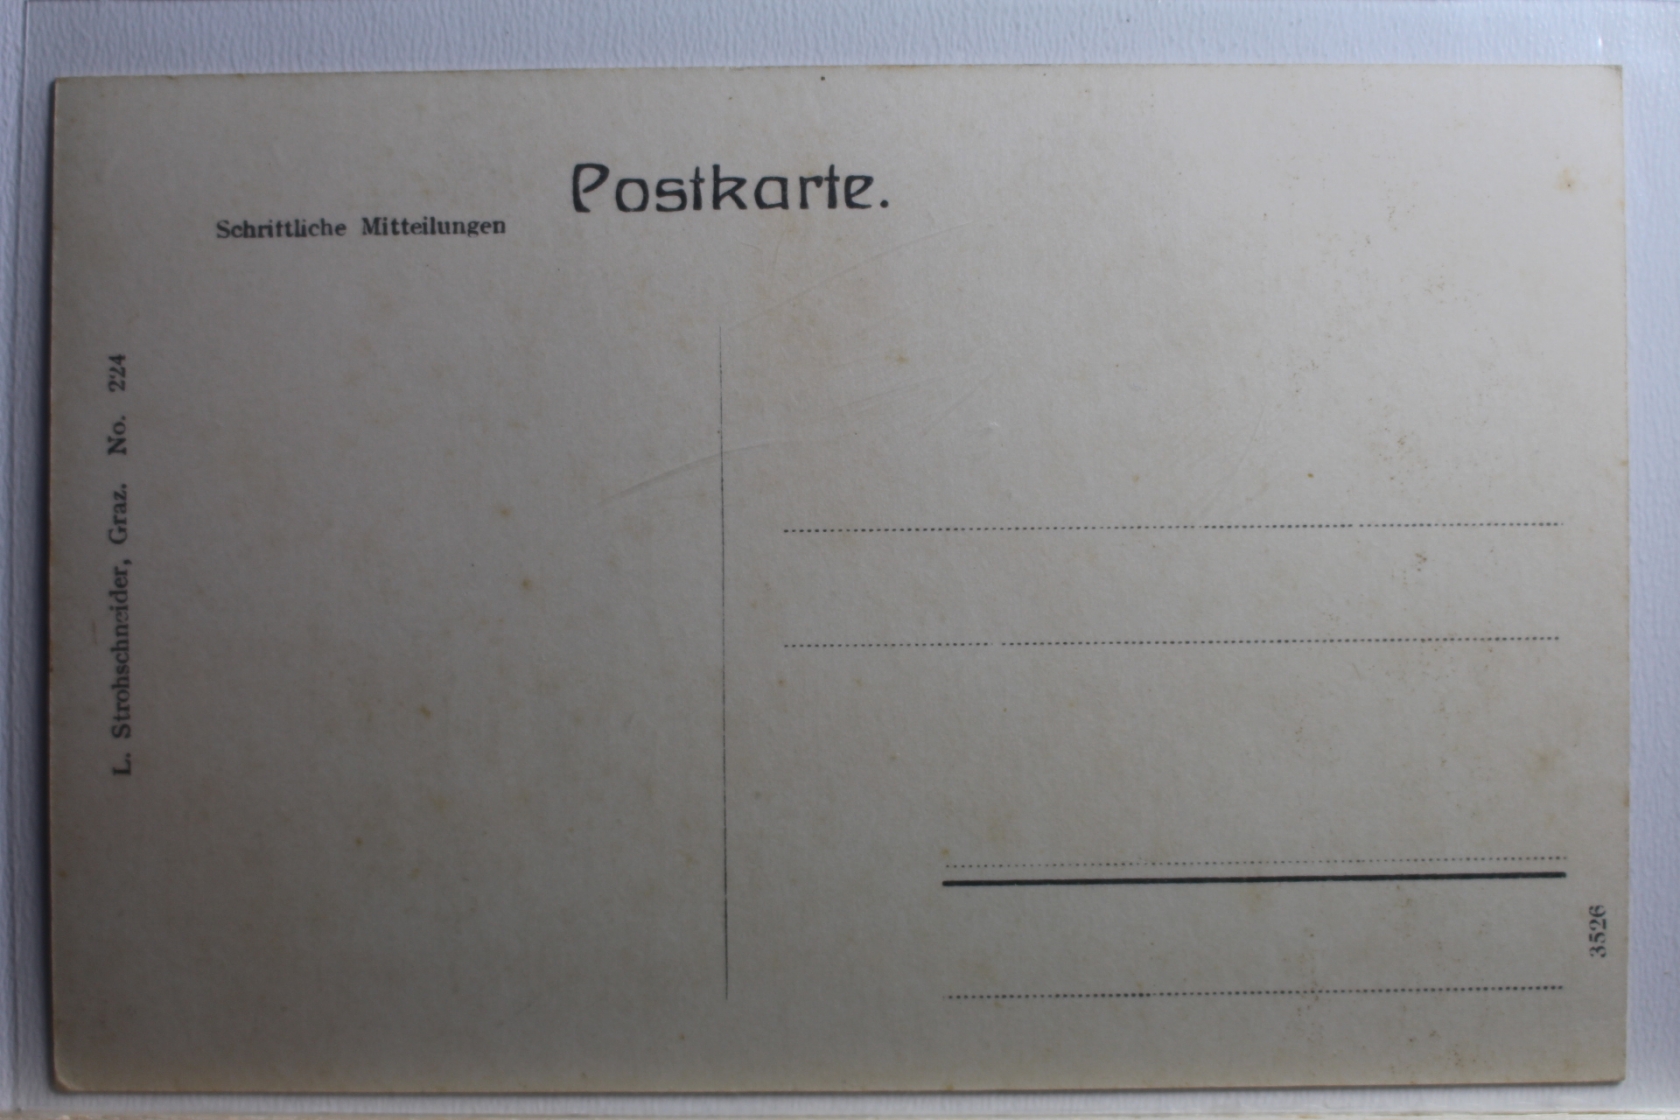 Postkarte.
Schrittliche Mitteilungen
L. Strohschneider, Graz. No. 224
3526